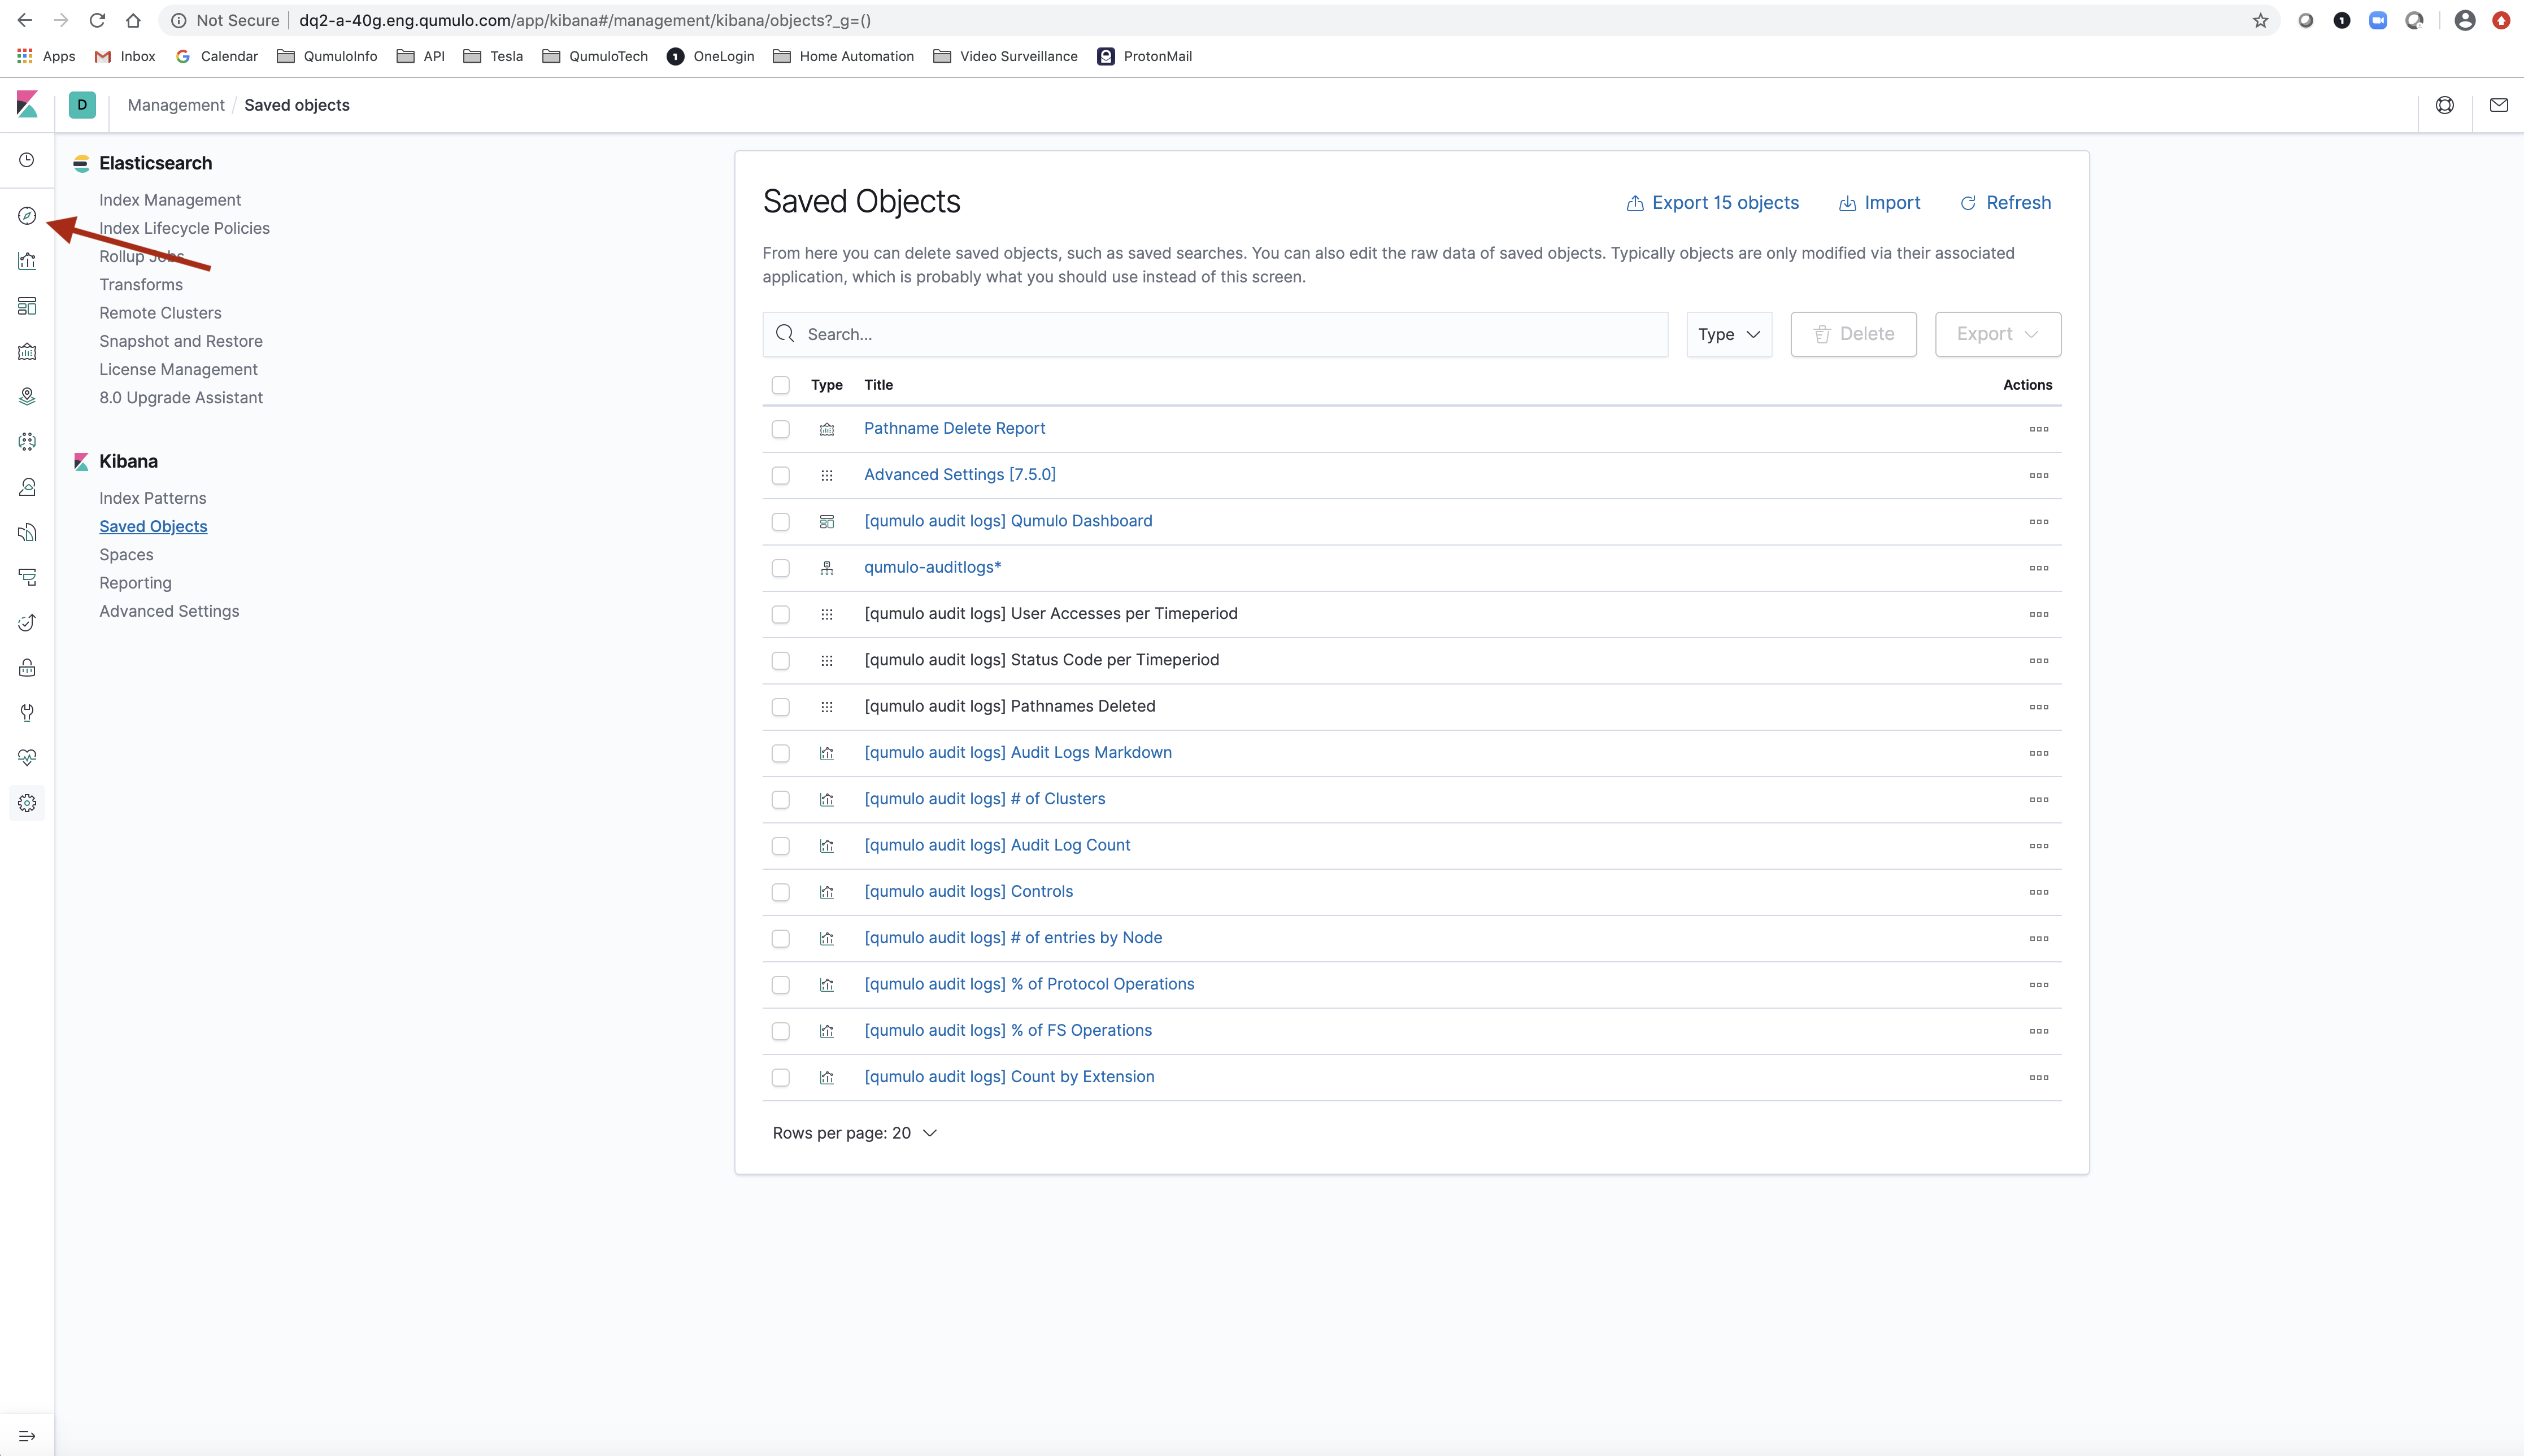 Not Secure dq2-a-40g.eng.qumulo.com/app/kibana#/management/kibana/objects?_g=()
Apps Inbox Calendar QumuloInfo API Tesla QumuloTech OneLogin Home Automation Video Surveillance ProtonMail
D Management / Saved objects
Elasticsearch
Index Management
Index Lifecycle Policies
Rollup Jobs
Transforms
Remote Clusters
Snapshot and Restore
License Management
8.0 Upgrade Assistant
Kibana
Index Patterns
Saved Objects
Spaces
Reporting
Advanced Settings
Saved Objects
Export 15 objects Import Refresh
From here you can delete saved objects, such as saved searches. You can also edit the raw data of saved objects. Typically objects are only modified via their associated
application, which is probably what you should use instead of this screen.
Search... Type Delete Export
Type Title Actions
Pathname Delete Report
Advanced Settings [7.5.0]
[qumulo audit logs] Qumulo Dashboard
qumulo-auditlogs*
[qumulo audit logs] User Accesses per Timeperiod
[qumulo audit logs] Status Code per Timeperiod
[qumulo audit logs] Pathnames Deleted
[qumulo audit logs] Audit Logs Markdown
[qumulo audit logs] # of Clusters
[qumulo audit logs] Audit Log Count
[qumulo audit logs] Controls
[qumulo audit logs] # of entries by Node
[qumulo audit logs] % of Protocol Operations
[qumulo audit logs] % of FS Operations
[qumulo audit logs] Count by Extension
Rows per page: 20